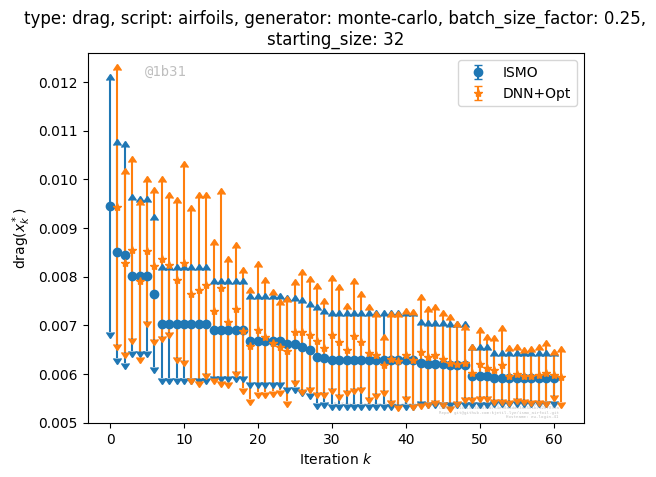 type: drag, script: airfoils, generator: monte-carlo, batch_size_factor: 0.25,
starting_size: 32
@1b31
ISMO
DNN+Opt
0.012
0.011
0.010
0.009
0.008
0.007
0.006
0.005
drag(x*k)
0 10 20 30 40 50 60
Iteration k